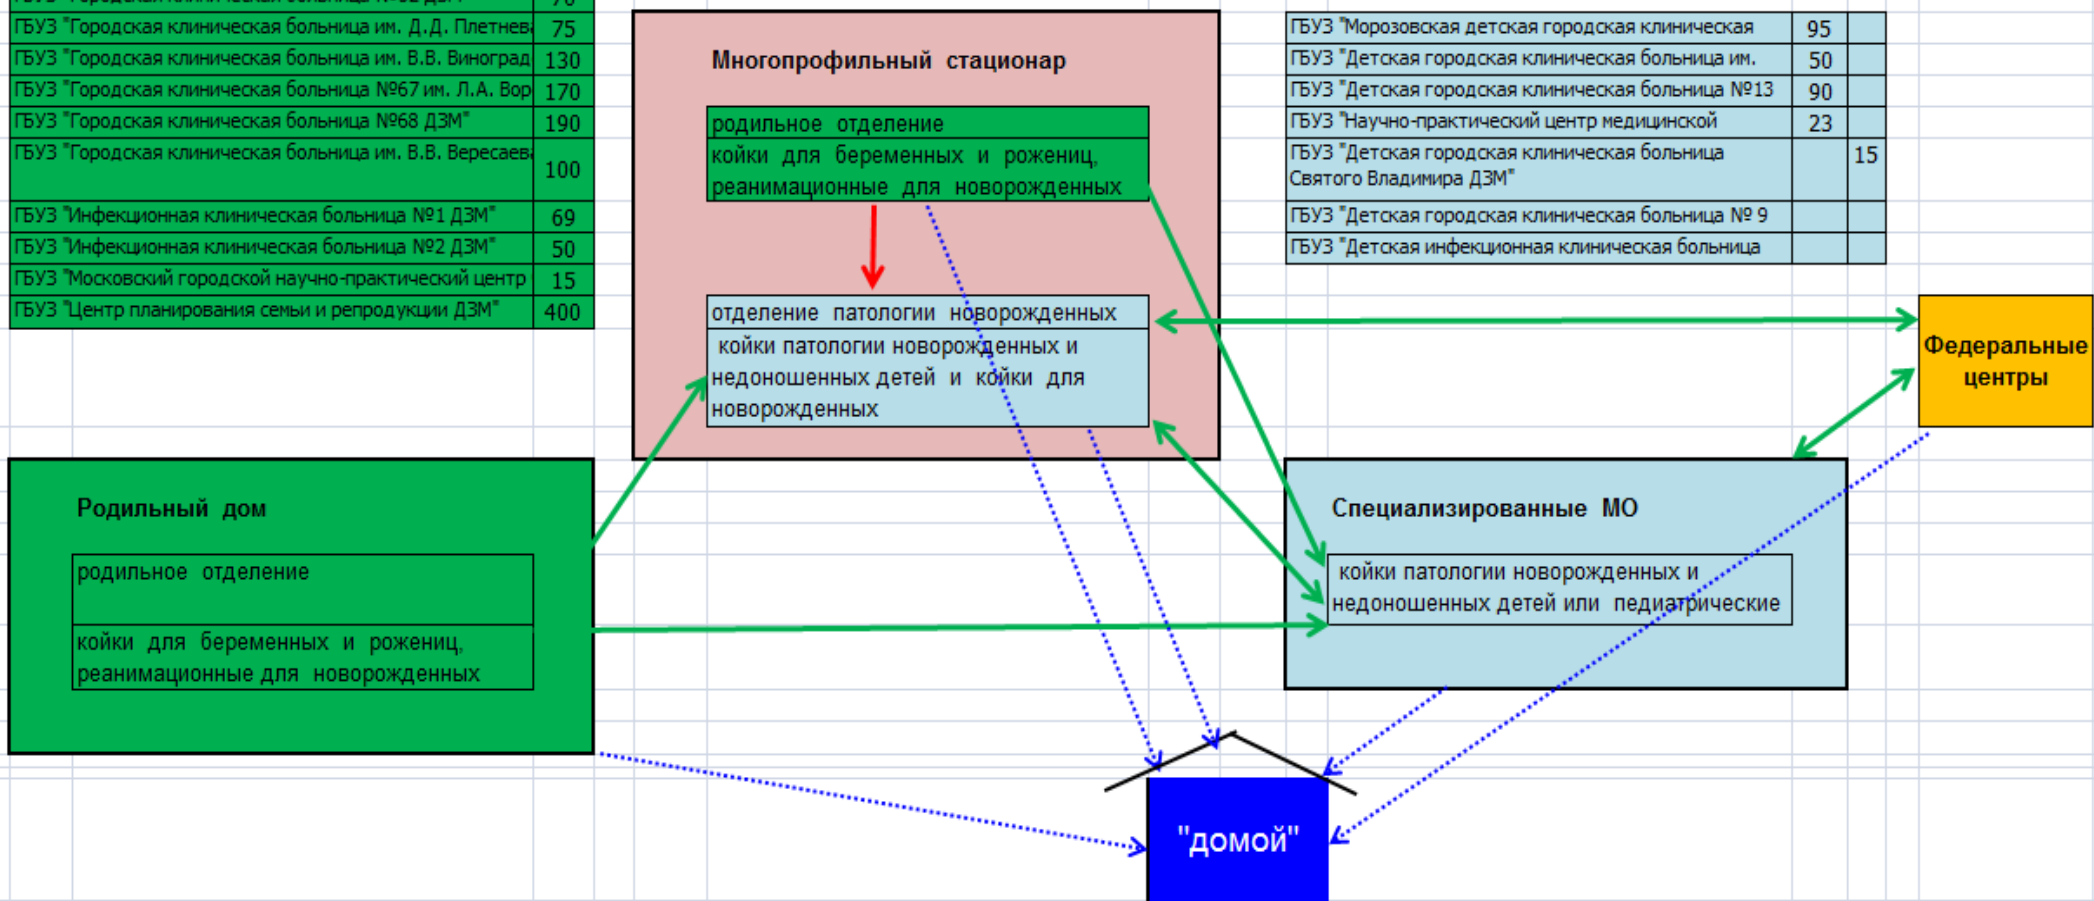 ГБУЗ "Городская клиническая больница им. Д.Д. Плетнева 75
ГБУЗ "Городская клиническая больница им. В.В. Виноград 130
ГБУЗ "Городская клиническая больница №67 им. Л.А. Вор 170
ГБУЗ "Городская клиническая больница №68 ДЗМ" 190
ГБУЗ "Городская клиническая больница им. В.В. Вересаева 100
ГБУЗ "Инфекционная клиническая больница №1 ДЗМ" 69
ГБУЗ "Инфекционная клиническая больница №2 ДЗМ" 50
ГБУЗ "Московский городской научно-практический центр 15
ГБУЗ "Центр планирования семьи и репродукции ДЗМ" 400
Многопрофильный стационар
родильное отделение
койки для беременных и рожениц,
реанимационные для новорожденных
отделение патологии новорожденных
койки патологии новорожденных и
недоношенных детей и койки для
новорожденных
ГБУЗ "Морозовская детская городская клиническая 95
ГБУЗ "Детская городская клиническая больница им. 50
ГБУЗ "Детская городская клиническая больница №13 90
ГБУЗ "Научно-практический центр медицинской 23
ГБУЗ "Детская городская клиническая больница 15
Святого Владимира ДЗМ"
ГБУЗ "Детская городская клиническая больница № 9
ГБУЗ "Детская инфекционная клиническая больница
Федеральные
центры
Родильный дом
родильное отделение
койки для беременных и рожениц,
реанимационные для новорожденных
Специализированные МО
койки патологии новорожденных и
недоношенных детей или педиатрические
"домой"